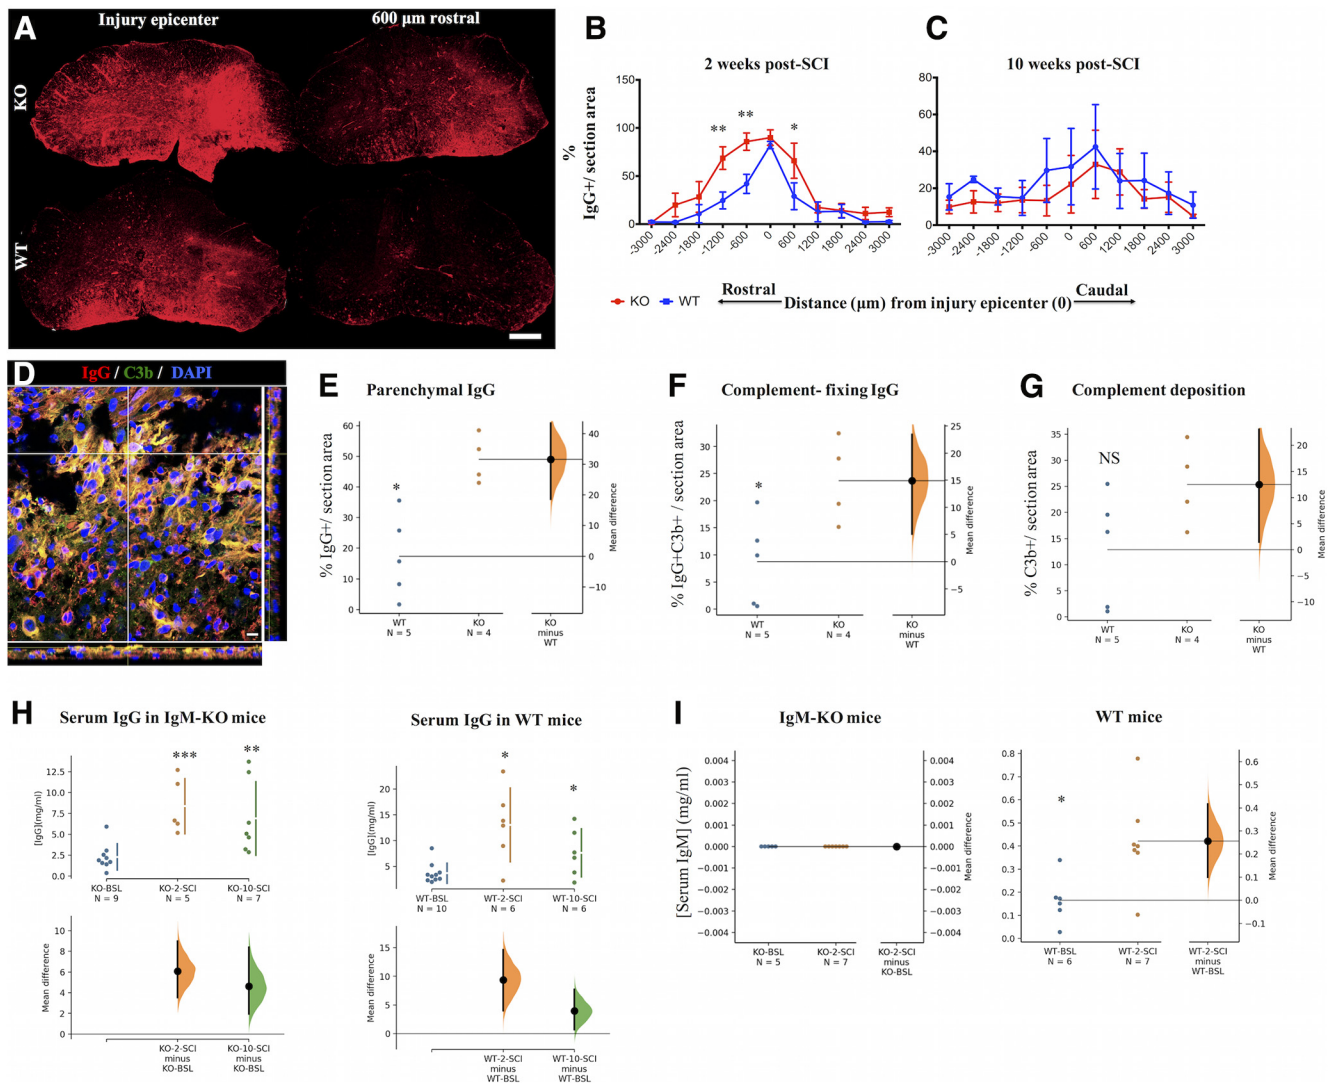 A
Injury epicenter
600 µm rostral
KO
WT
B
2 weeks post-SCI
%
IgG+/ section area
150
100
50
0
** ** *
-3000 -2400 -1800 -1200 -600 0 600 1200 1800 2400 3000
C
10 weeks post-SCI
80
60
40
20
0
-3000 -2400 -1800 -1200 -600 0 600 1200 1800 2400 3000
KO WT
Rostral
Distance (µm) from injury epicenter (0)
Caudal
D
IgG / C3b / DAPI
E
Parenchymal IgG
% IgG+/ section area
60
50
40
30
20
10
0
*
WT
N = 5
KO
N = 4
KO
minus
WT
40
30
20
10
0
−10
Mean difference
F
Complement- fixing IgG
% IgG+C3b+ / section area
30
25
20
15
10
5
0
*
WT
N = 5
KO
N = 4
KO
minus
WT
25
20
15
10
5
0
−5
Mean difference
G
Complement deposition
% C3b+/ section area
35
30
25
20
15
10
5
0
NS
WT
N = 5
KO
N = 4
KO
minus
WT
20
15
10
5
0
−5
−10
Mean difference
H
Serum IgG in IgM-KO mice
[IgG](mg/ml)
12.5
10.0
7.5
5.0
2.5
0.0
*** **
KO-BSL
N = 9
KO-2-SCI
N = 5
KO-10-SCI
N = 7
Mean difference
10
8
6
4
2
0
KO-2-SCI
minus
KO-BSL
KO-10-SCI
minus
KO-BSL
Serum IgG in WT mice
[IgG](mg/ml)
20
15
10
5
*
*
WT-BSL
N = 10
WT-2-SCI
N = 6
WT-10-SCI
N = 6
Mean difference
15
10
5
0
WT-2-SCI
minus
WT-BSL
WT-10-SCI
minus
WT-BSL
I
IgM-KO mice
[Serum IgM] (mg/ml)
0.004
0.003
0.002
0.001
0.000
−0.001
−0.002
−0.003
−0.004
KO-BSL
N = 5
KO-2-SCI
N = 7
KO-2-SCI
minus
KO-BSL
0.004
0.003
0.002
0.001
0.000
−0.001
−0.002
−0.003
−0.004
Mean difference
WT mice
0.8
0.7
0.6
0.5
0.4
0.3
0.2
0.1
0.0
*
WT-BSL
N = 6
WT-2-SCI
N = 7
WT-2-SCI
minus
WT-BSL
0.6
0.5
0.4
0.3
0.2
0.1
0.0
−0.1
Mean difference